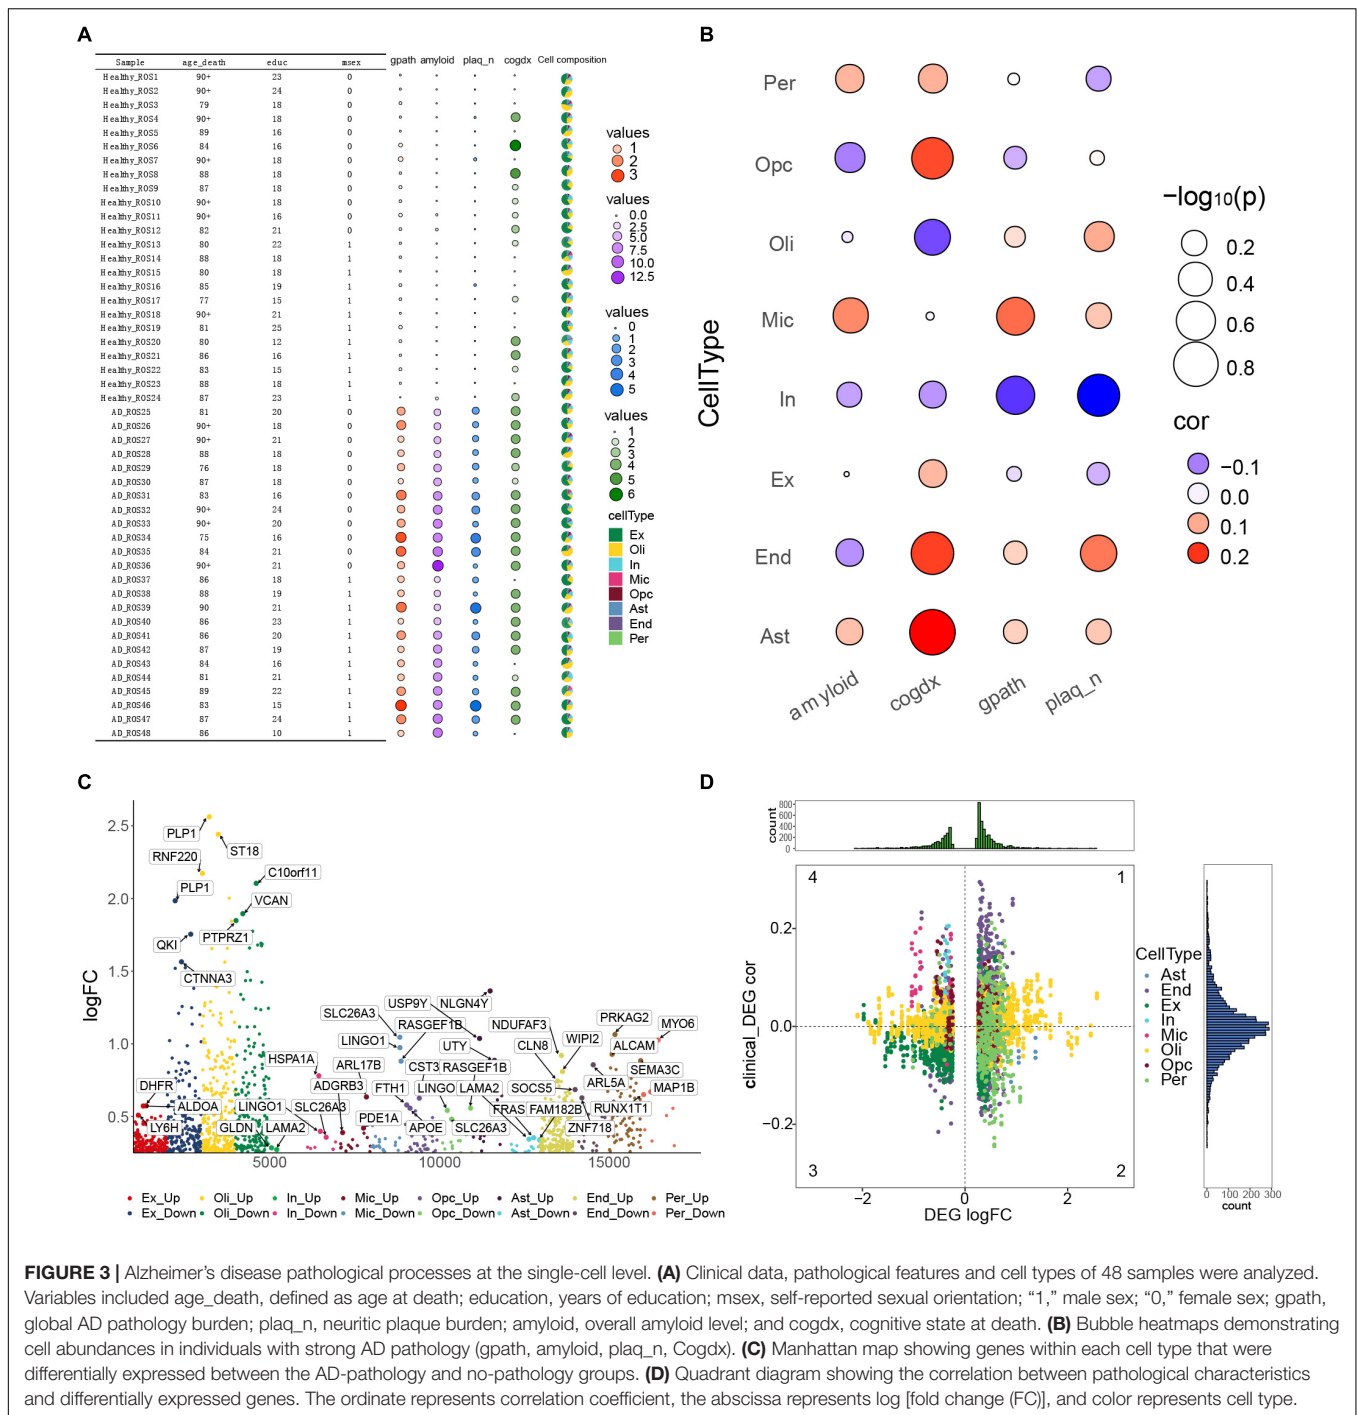 A
Sample age_death educ msex gpath amyloid plaq_n cogdx Cell composition
Healthy_ROS1 90+ 23 0
Healthy_ROS2 90+ 24 0
Healthy_ROS3 79 18 0
Healthy_ROS4 90+ 18 0
Healthy_ROS5 89 16 0
Healthy_ROS6 84 16 0
Healthy_ROS7 90+ 18 0
Healthy_ROS8 88 18 0
Healthy_ROS9 87 18 0
Healthy_ROS10 90+ 18 0
Healthy_ROS11 90+ 16 0
Healthy_ROS12 82 21 0
Healthy_ROS13 80 22 1
Healthy_ROS14 88 18 1
Healthy_ROS15 80 18 1
Healthy_ROS16 85 19 1
Healthy_ROS17 77 15 1
Healthy_ROS18 90+ 21 1
Healthy_ROS19 81 25 1
Healthy_ROS20 80 12 1
Healthy_ROS21 86 16 1
Healthy_ROS22 83 15 1
Healthy_ROS23 88 18 1
Healthy_ROS24 87 23 1
AD_ROS25 81 20 0
AD_ROS26 90+ 18 0
AD_ROS27 90+ 21 0
AD_ROS28 88 18 0
AD_ROS29 76 18 0
AD_ROS30 87 18 0
AD_ROS31 83 16 0
AD_ROS32 90+ 24 0
AD_ROS33 90+ 20 0
AD_ROS34 75 16 0
AD_ROS35 84 21 0
AD_ROS36 90+ 21 0
AD_ROS37 86 18 1
AD_ROS38 88 19 1
AD_ROS39 90 21 1
AD_ROS40 86 23 1
AD_ROS41 86 20 1
AD_ROS42 87 19 1
AD_ROS43 84 16 1
AD_ROS44 81 21 1
AD_ROS45 89 22 1
AD_ROS46 83 15 1
AD_ROS47 87 24 1
AD_ROS48 86 10 1
values
1
2
3
values
0.0
2.5
5.0
7.5
10.0
12.5
values
0
1
2
3
4
5
values
1
2
3
4
5
6
cellType
Ex
Oli
In
Mic
Opc
Ast
End
Per
B
CellType
Per
Opc
Oli
Mic
In
Ex
End
Ast
amyloid cogdx gpath plaq_n
−log10(p)
0.2
0.4
0.6
0.8
cor
−0.1
0.0
0.1
0.2
C
logFC
2.5
2.0
1.5
1.0
0.5
5000 10000 15000
PLP1
ST18
RNF220
C10orf11
PLP1
VCAN
PTPRZ1
QKI
CTNNA3
USP9Y
NLGN4Y
SLC26A3
RASGEF1B
NDUFAF3
PRKAG2
MYO6
LINGO1
UTY
CLN8
WIPI2
ALCAM
HSPA1A
ARL17B
CST3
RASGEF1B
SEMA3C
DHFR
ADGRB3
FTH1
LINGO
LAMA2
SOCS5
ARL5A
MAP1B
ALDOA
LINGO1
SLC26A3
PDE1A
FRAS
FAM182B
RUNX1T1
LY6H
GLDN
LAMA2
APOE
SLC26A3
ZNF718
Ex_Up Oli_Up In_Up Mic_Up Opc_Up Ast_Up End_Up Per_Up
Ex_Down Oli_Down In_Down Mic_Down Opc_Down Ast_Down End_Down Per_Down
D
count
800
600
400
200
0
clinical_DEG cor
0.2
0.0
−0.2
4 1
3 2
−2 0 2
DEG logFC
CellType
Ast
End
Ex
In
Mic
Oli
Opc
Per
0 100 200 300
count
FIGURE 3 | Alzheimer's disease pathological processes at the single-cell level. (A) Clinical data, pathological features and cell types of 48 samples were analyzed.
Variables included age_death, defined as age at death; education, years of education; msex, self-reported sexual orientation; “1,” male sex; “0,” female sex; gpath,
global AD pathology burden; plaq_n, neuritic plaque burden; amyloid, overall amyloid level; and cogdx, cognitive state at death. (B) Bubble heatmaps demonstrating
cell abundances in individuals with strong AD pathology (gpath, amyloid, plaq_n, Cogdx). (C) Manhattan map showing genes within each cell type that were
differentially expressed between the AD-pathology and no-pathology groups. (D) Quadrant diagram showing the correlation between pathological characteristics
and differentially expressed genes. The ordinate represents correlation coefficient, the abscissa represents log [fold change (FC)], and color represents cell type.